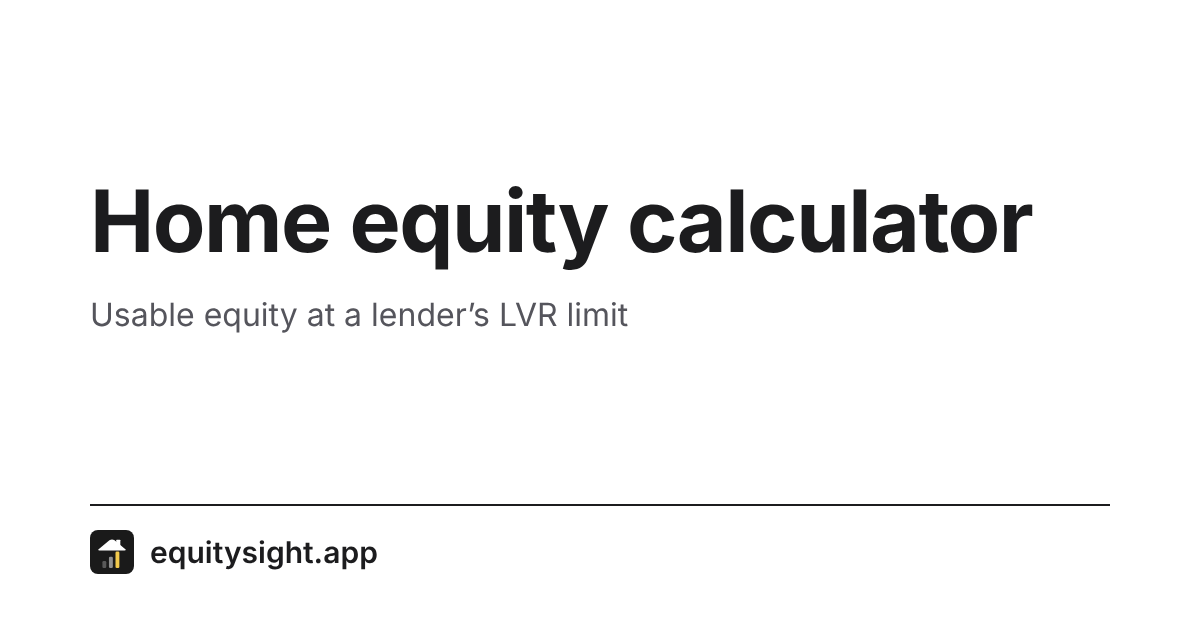 Home equity calculator
Usable equity at a lender’s LVR limit
equitysight.app